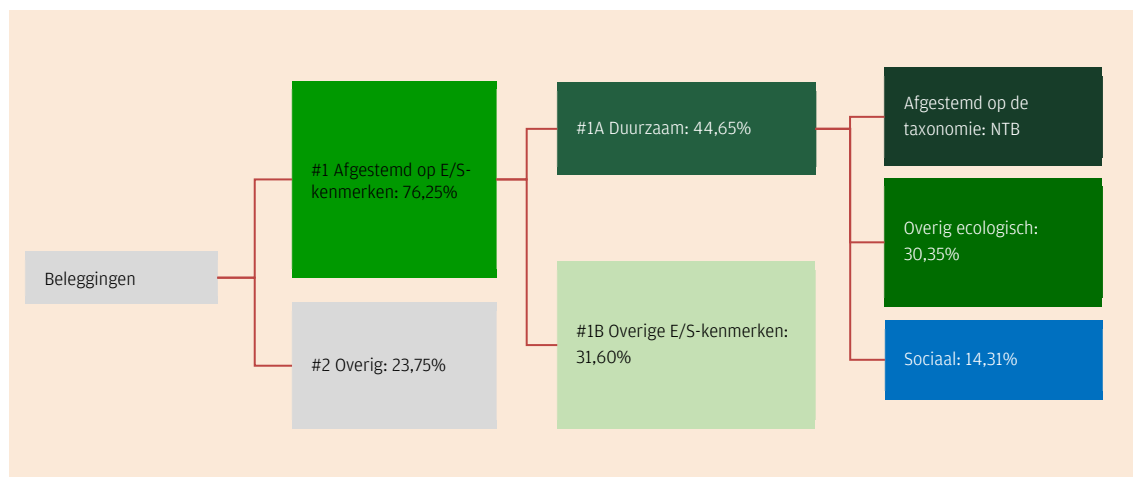 Beleggingen
#1 Afgestemd op E/S-
kenmerken: 76,25%
#2 Overig: 23,75%
#1A Duurzaam: 44,65%
#1B Overige E/S-kenmerken:
31,60%
Afgestemd op de
taxonomie: NTB
Overig ecologisch:
30,35%
Sociaal: 14,31%